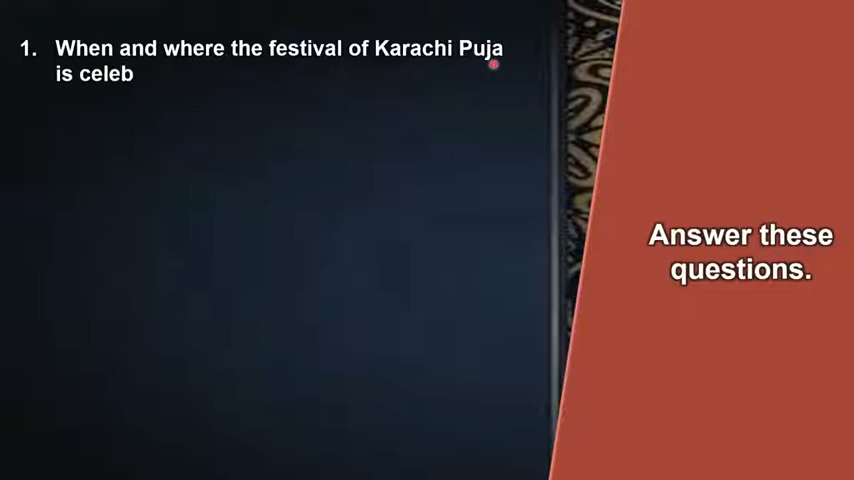 1. When and where the festival of Karachi Puja
is celeb
Answer these
questions.